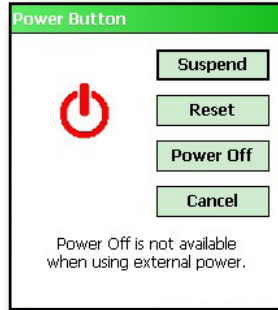 Power Button
Suspend
Reset
Power Off
Cancel
Power Off is not available
when using external power.